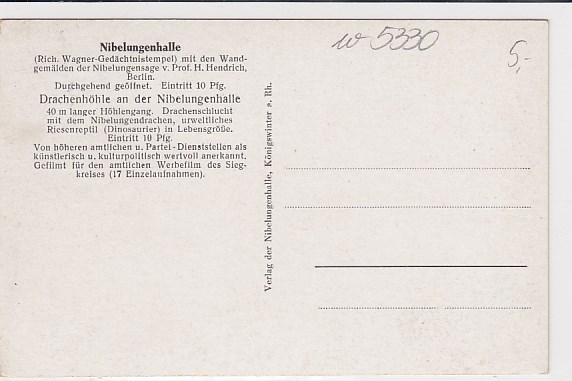 Nibelungenhalle
(Rich. Wagner-Gedächtnistempel) mit den Wand-
gemälden der Nibelungensage v. Prof. H. Hendrich,
Berlin.
Durchgehend geöffnet. Eintritt 10 Pfg.
Drachenhöhle an der Nibelungenhalle
40 m langer Höhlengang. Drachenschlucht
mit dem Nibelungendrachen, urweltliches
Riesenreptil (Dinosaurier) in Lebensgröße.
Eintritt 10 Pfg.
Von höheren amtlichen u. Partei-Dienststellen als
künstlerisch u. kulturpolitisch wertvoll anerkannt.
Gefilmt für den amtlichen Werbefilm des Sieg-
kreises (17 Einzelaufnahmen).
Verlag der Nibelungenhalle, Königswinter a. Rh.
w 5330
5,-